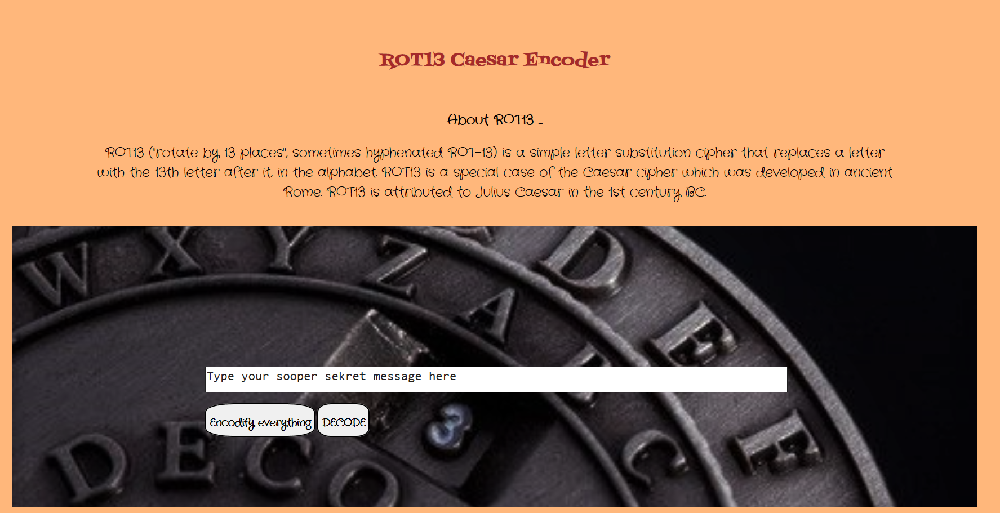 ROT13 Caesar Encoder
About ROT13 -
ROT13 ("rotate by 13 places", sometimes hyphenated ROT-13) is a simple letter substitution cipher that replaces a letter
with the 13th letter after it, in the alphabet. ROT13 is a special case of the Caesar cipher which was developed in ancient
Rome. ROT13 is attributed to Julius Caesar in the 1st century BC.
W X Y Z A C
D E F
Type your sooper sekret message here
Encodify everything DECODE
3
DECO